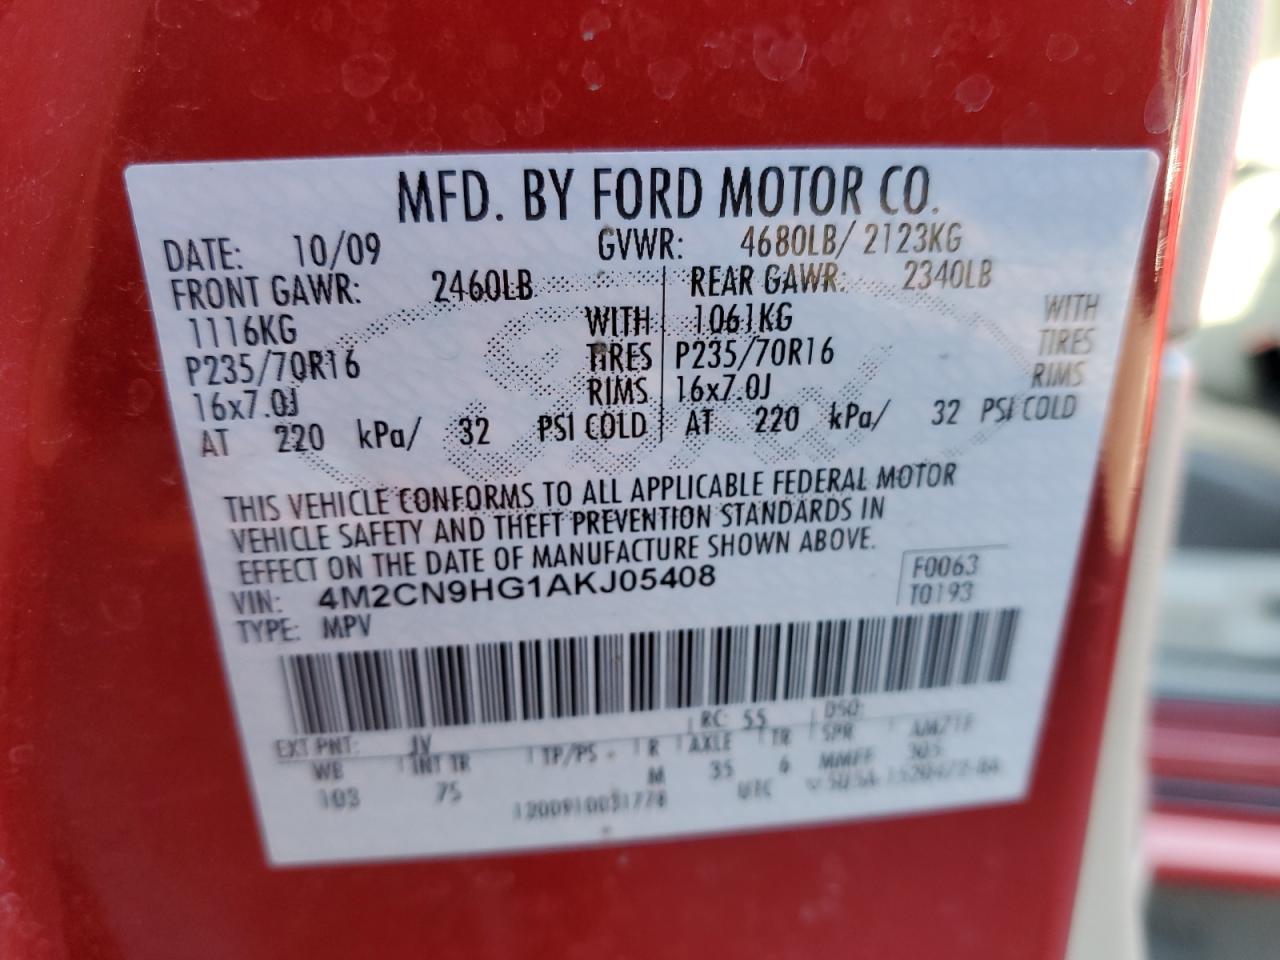 MFD. BY FORD MOTOR CO.
DATE: 10/09 GVWR: 4680LB/ 2123KG
FRONT GAWR: 2460LB REAR GAWR: 2340LB
1116KG WITH 1061KG WITH
P235/70R16 TIRES P235/70R16 TIRES
16x7.0J RIMS 16x7.0J RIMS
AT 220 kPa/ 32 PSI COLD AT 220 kPa/ 32 PSI COLD
THIS VEHICLE CONFORMS TO ALL APPLICABLE FEDERAL MOTOR
VEHICLE SAFETY AND THEFT PREVENTION STANDARDS IN
EFFECT ON THE DATE OF MANUFACTURE SHOWN ABOVE.
VIN: 4M2CN9HG1AKJ05408 F0063
TYPE: MPV T0193
EXT PNT: JV RC: 55 DSO:
WB INT TR TP/PS R AXLE TR SPR
103 75 M 35 6
1200910031778 UTC